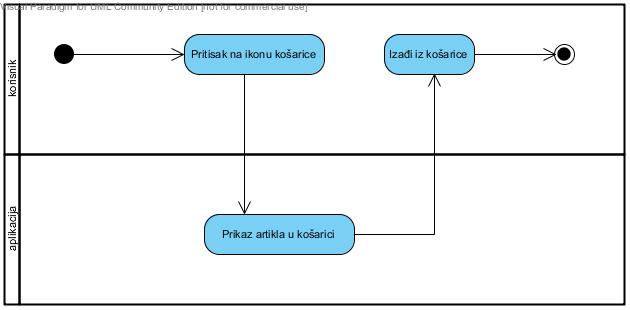 Visual Paradigm for UML Community Edition [not for commercial use]
korisnik
Pritisak na ikonu košarice
Izađi iz košarice
aplikacija
Prikaz artikla u košarici